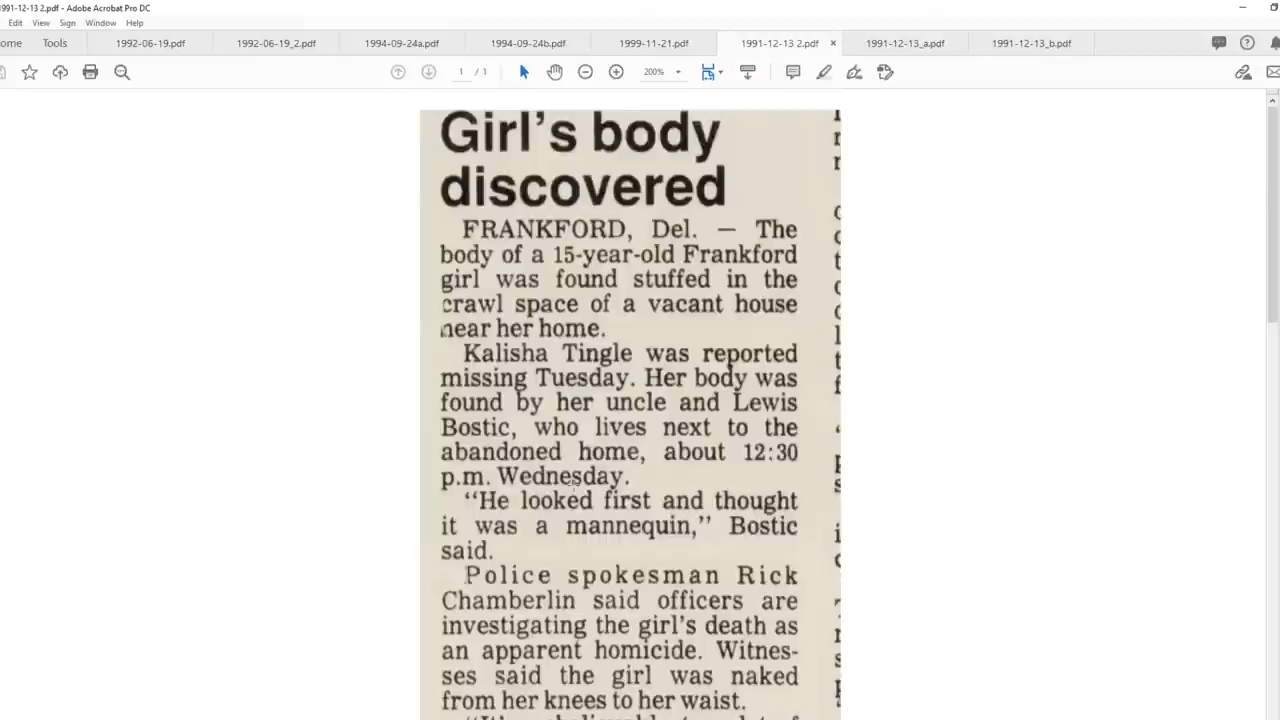 1991-12-13 2.pdf - Adobe Acrobat Pro DC
Edit View Sign Window Help
ome Tools 1992-06-19.pdf 1992-06-19_2.pdf 1994-09-24a.pdf 1994-09-24b.pdf 1999-11-21.pdf 1991-12-13 2.pdf × 1991-12-13_a.pdf 1991-12-13_b.pdf
1 / 1 200%
Girl's body
discovered
FRANKFORD, Del. — The
body of a 15-year-old Frankford
girl was found stuffed in the
crawl space of a vacant house
near her home.
Kalisha Tingle was reported
missing Tuesday. Her body was
found by her uncle and Lewis
Bostic, who lives next to the
abandoned home, about 12:30
p.m. Wednesday.
"He looked first and thought
it was a mannequin," Bostic
said.
Police spokesman Rick
Chamberlin said officers are
investigating the girl's death as
an apparent homicide. Witnes-
ses said the girl was naked
from her knees to her waist.